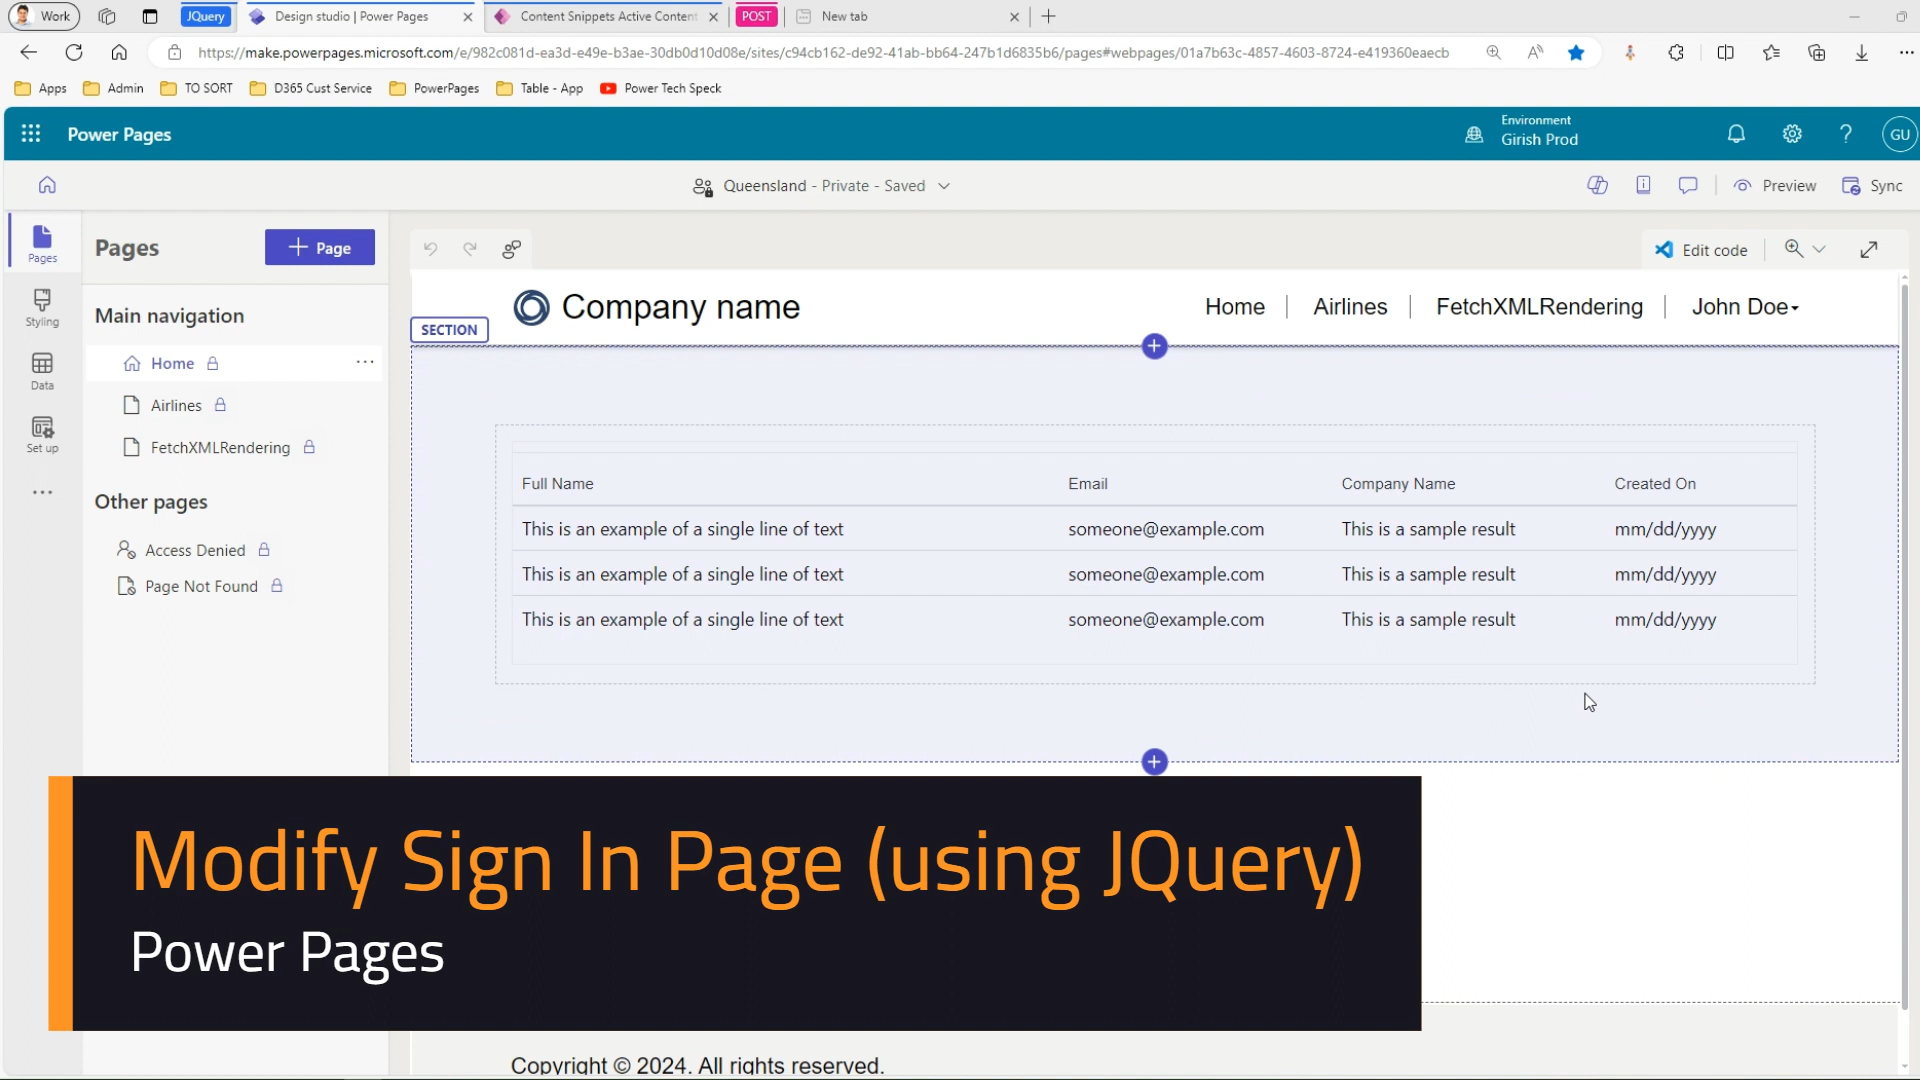 Work
JQuery
Design studio | Power Pages
Content Snippets Active Content
POST
New tab
https://make.powerpages.microsoft.com/e/982c081d-ea3d-e49e-b3ae-30db0d10d08e/sites/c94cb162-de92-41ab-bb64-247b1d6835b6/pages#webpages/01a7b63c-4857-4603-8724-e419360eaecb
Apps
Admin
TO SORT
D365 Cust Service
PowerPages
Table - App
Power Tech Speck
Power Pages
Environment
Girish Prod
GU
Queensland - Private - Saved
Preview
Sync
Pages
Styling
Data
Set up
Pages
+ Page
Main navigation
Home
Airlines
FetchXMLRendering
Other pages
Access Denied
Page Not Found
Edit code
Company name
Home
Airlines
FetchXMLRendering
John Doe
SECTION
Full Name Email Company Name Created On
This is an example of a single line of text someone@example.com This is a sample result mm/dd/yyyy
This is an example of a single line of text someone@example.com This is a sample result mm/dd/yyyy
This is an example of a single line of text someone@example.com This is a sample result mm/dd/yyyy
Modify Sign In Page (using JQuery)
Power Pages
Copyright © 2024. All rights reserved.